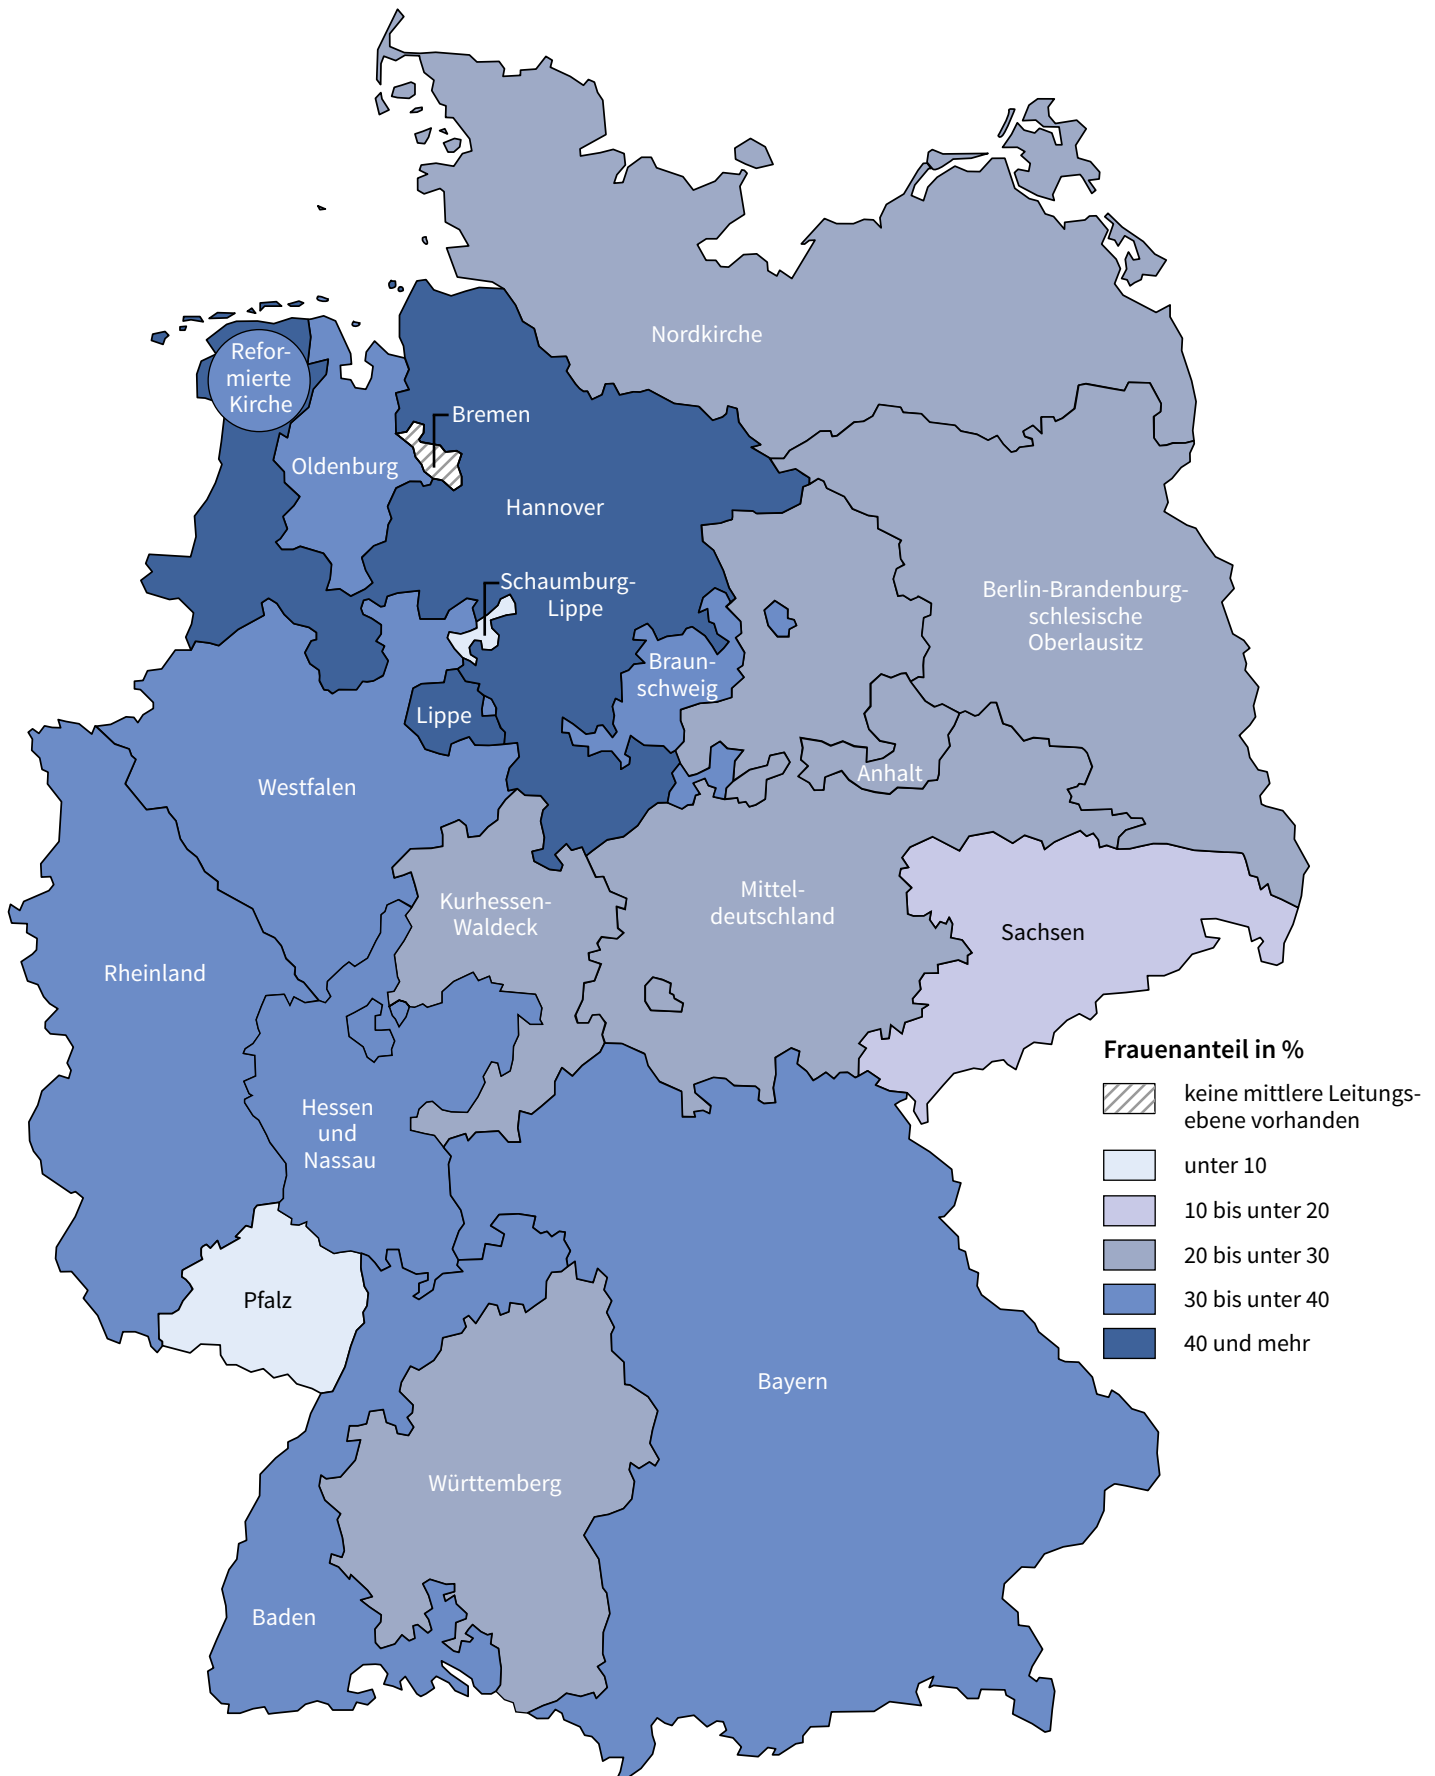 Nordkirche
Refor-
mierte
Kirche
Bremen
Oldenburg
Hannover
Schaumburg-
Lippe
Berlin-Brandenburg-
schlesische
Oberlausitz
Braun-
schweig
Lippe
Anhalt
Westfalen
Mittel-
deutschland
Kurhessen-
Waldeck
Sachsen
Rheinland
Hessen
und
Nassau
Pfalz
Bayern
Württemberg
Baden
Frauenanteil in %
keine mittlere Leitungs-
ebene vorhanden
unter 10
10 bis unter 20
20 bis unter 30
30 bis unter 40
40 und mehr